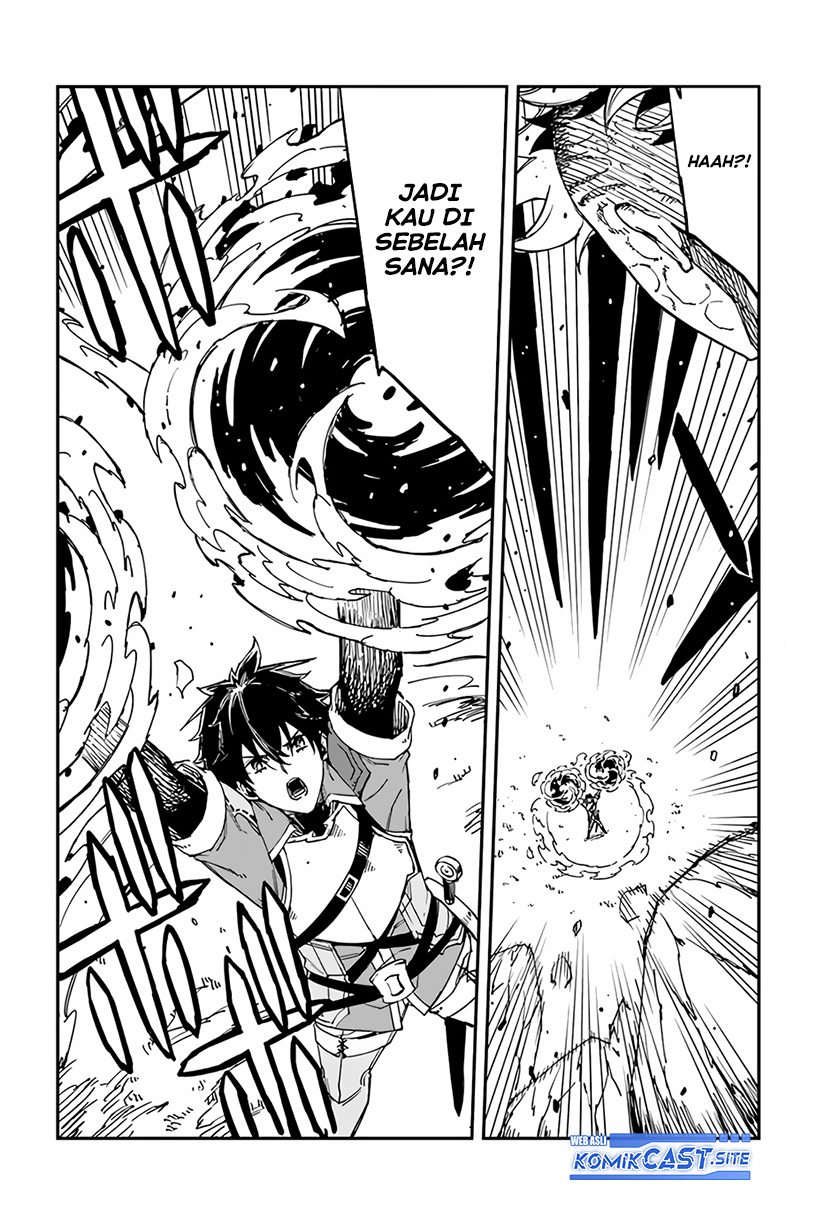 HAAH?!
JADI
KAU DI
SEBELAH
SANA?!
WEB ASLI
KOMIKCAST.SITE